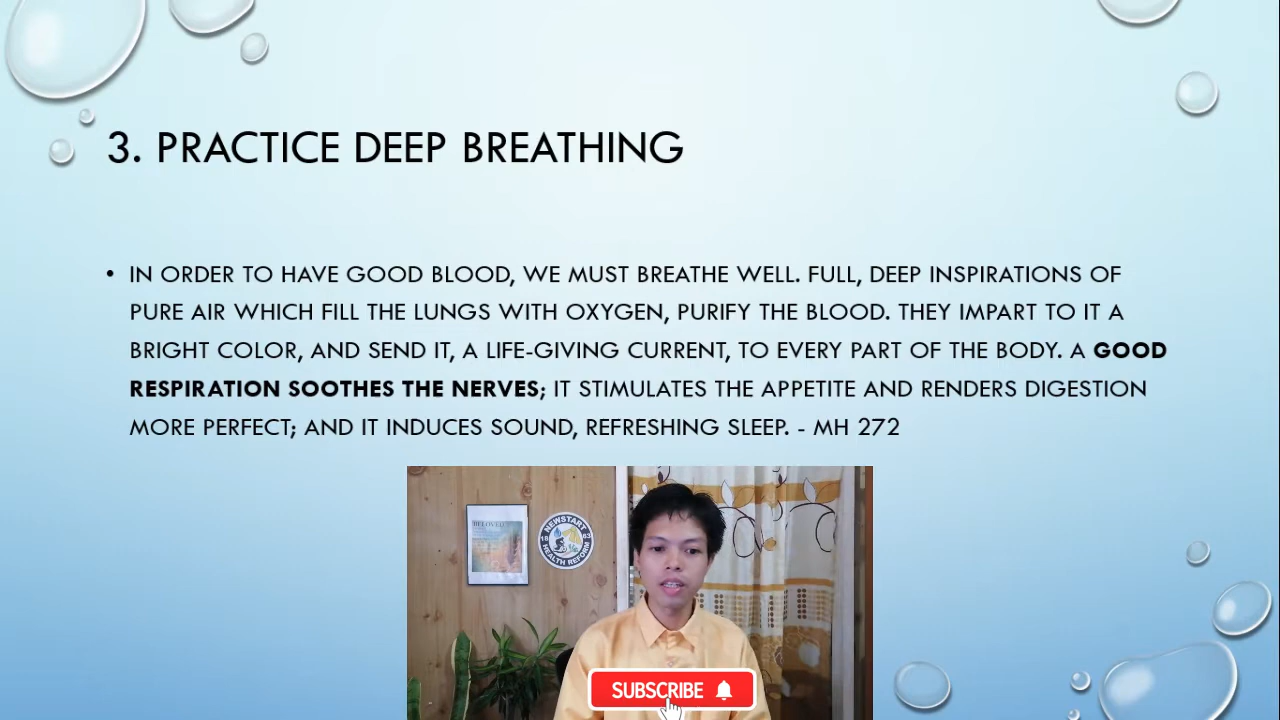 3. PRACTICE DEEP BREATHING
• IN ORDER TO HAVE GOOD BLOOD, WE MUST BREATHE WELL. FULL, DEEP INSPIRATIONS OF
PURE AIR WHICH FILL THE LUNGS WITH OXYGEN, PURIFY THE BLOOD. THEY IMPART TO IT A
BRIGHT COLOR, AND SEND IT, A LIFE-GIVING CURRENT, TO EVERY PART OF THE BODY. A GOOD
RESPIRATION SOOTHES THE NERVES; IT STIMULATES THE APPETITE AND RENDERS DIGESTION
MORE PERFECT; AND IT INDUCES SOUND, REFRESHING SLEEP. - MH 272
BELOVED
NEWSTART
18 63
HEALTH REFORM
SUBSCRIBE